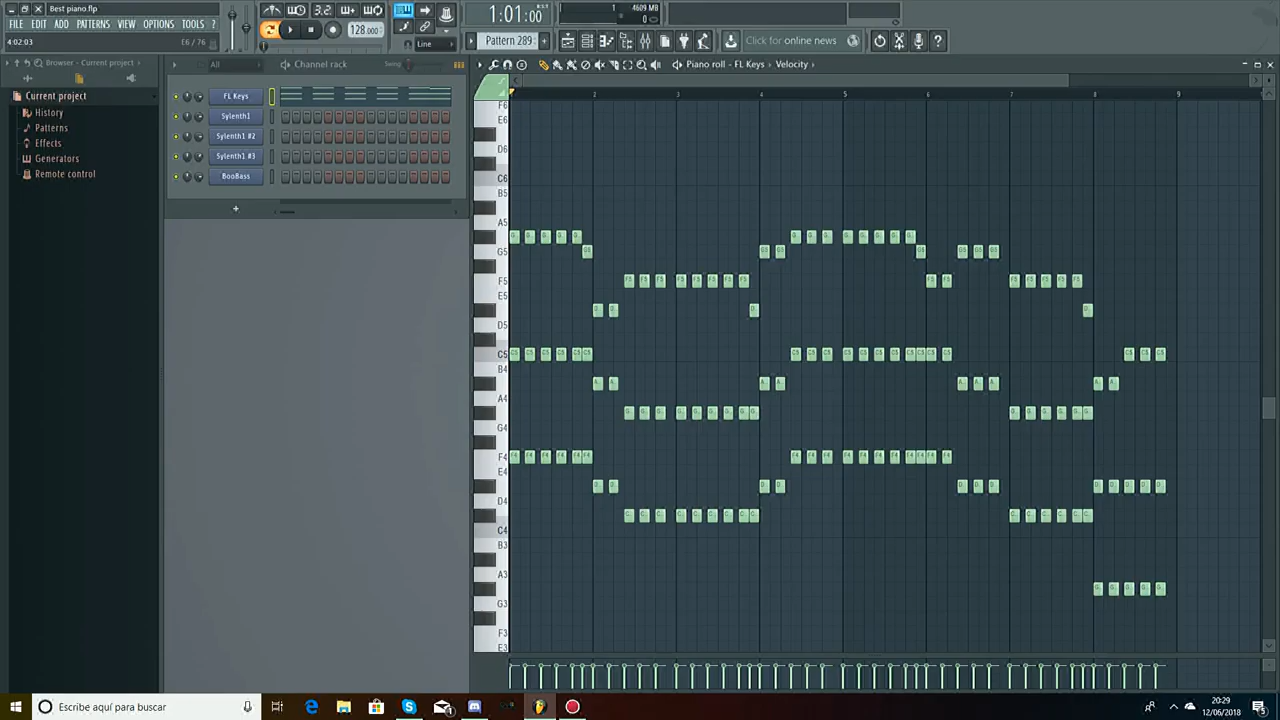 Best piano.flp
FILE EDIT ADD PATTERNS VIEW OPTIONS TOOLS ?
4:02:03
E6 / 76
3.2
128.000
Line
1:01:00
1
4609 MB
0
Pattern 289
Click for online news
Browser - Current project
All
Channel rack
Swing
Piano roll - FL Keys
Velocity
Current project
History
Patterns
Effects
Generators
Remote control
FL Keys
Sylenth1
Sylenth1 #2
Sylenth1 #3
BooBass
2 3 4 5 6 7 8 9
F6
E6
D6
C6
B5
A5
G5
F5
E5
D5
C5
B4
A4
G4
F4
E4
D4
C4
B3
A3
G3
F3
E3
Escribe aquí para buscar
20:29
12/06/2018